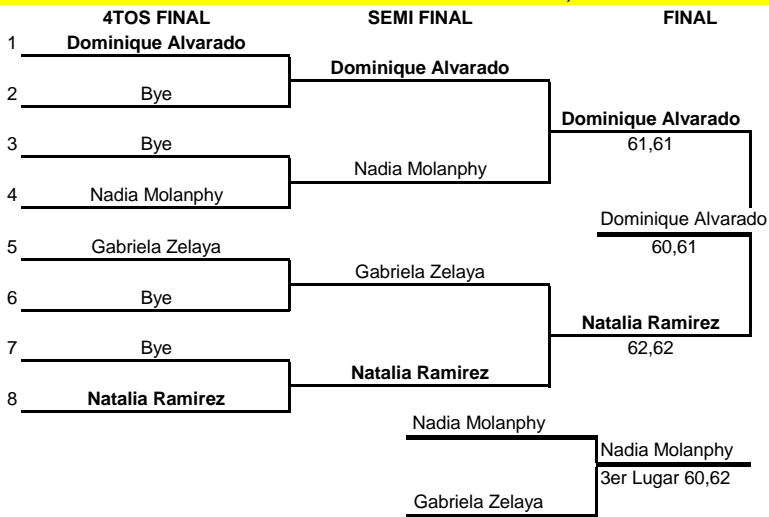 4TOS FINAL SEMI FINAL FINAL
1 Dominique Alvarado
Dominique Alvarado
2 Bye
Dominique Alvarado
3 Bye 61,61
Nadia Molanphy
4 Nadia Molanphy
Dominique Alvarado
5 Gabriela Zelaya 60,61
Gabriela Zelaya
6 Bye
Natalia Ramirez
7 Bye 62,62
Natalia Ramirez
8 Natalia Ramirez
Nadia Molanphy
Nadia Molanphy
3er Lugar 60,62
Gabriela Zelaya